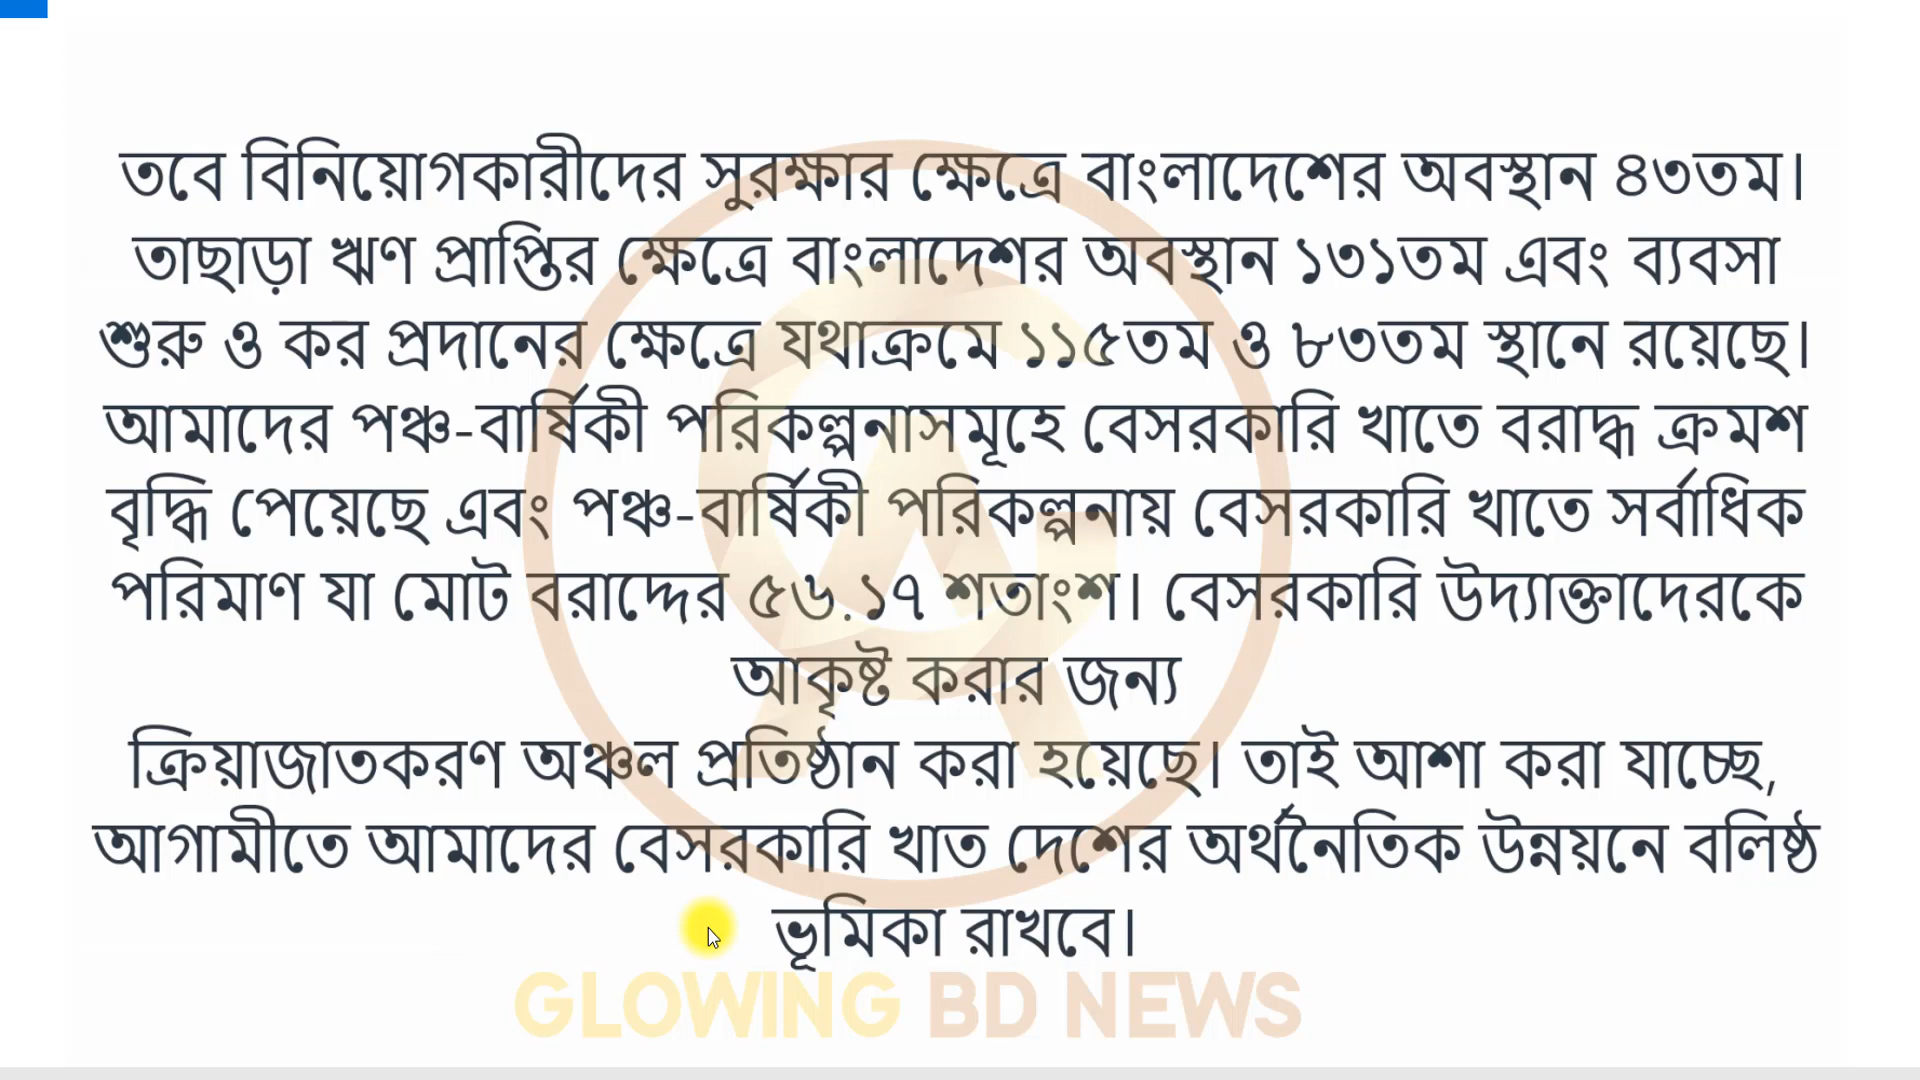 তবে বিনিয়োগকারীদের সুরক্ষার ক্ষেত্রে বাংলাদেশের অবস্থান ৪৩তম।
তাছাড়া ঋণ প্রাপ্তির ক্ষেত্রে বাংলাদেশর অবস্থান ১৩১তম এবং ব্যবসা
শুরু ও কর প্রদানের ক্ষেত্রে যথাক্রমে ১১৫তম ও ৮৩তম স্থানে রয়েছে।
আমাদের পঞ্চ-বার্ষিকী পরিকল্পনাসমূহে বেসরকারি খাতে বরাদ্ধ ক্রমশ
বৃদ্ধি পেয়েছে এবং পঞ্চ-বার্ষিকী পরিকল্পনায় বেসরকারি খাতে সর্বাধিক
পরিমাণ যা মোট বরাদ্দের ৫৬.১৭ শতাংশ। বেসরকারি উদ্যাক্তাদেরকে
আকৃষ্ট করার জন্য
ক্রিয়াজাতকরণ অঞ্চল প্রতিষ্ঠান করা হয়েছে। তাই আশা করা যাচ্ছে,
আগামীতে আমাদের বেসরকারি খাত দেশের অর্থনৈতিক উন্নয়নে বলিষ্ঠ
ভূমিকা রাখবে।
GLOWING BD NEWS